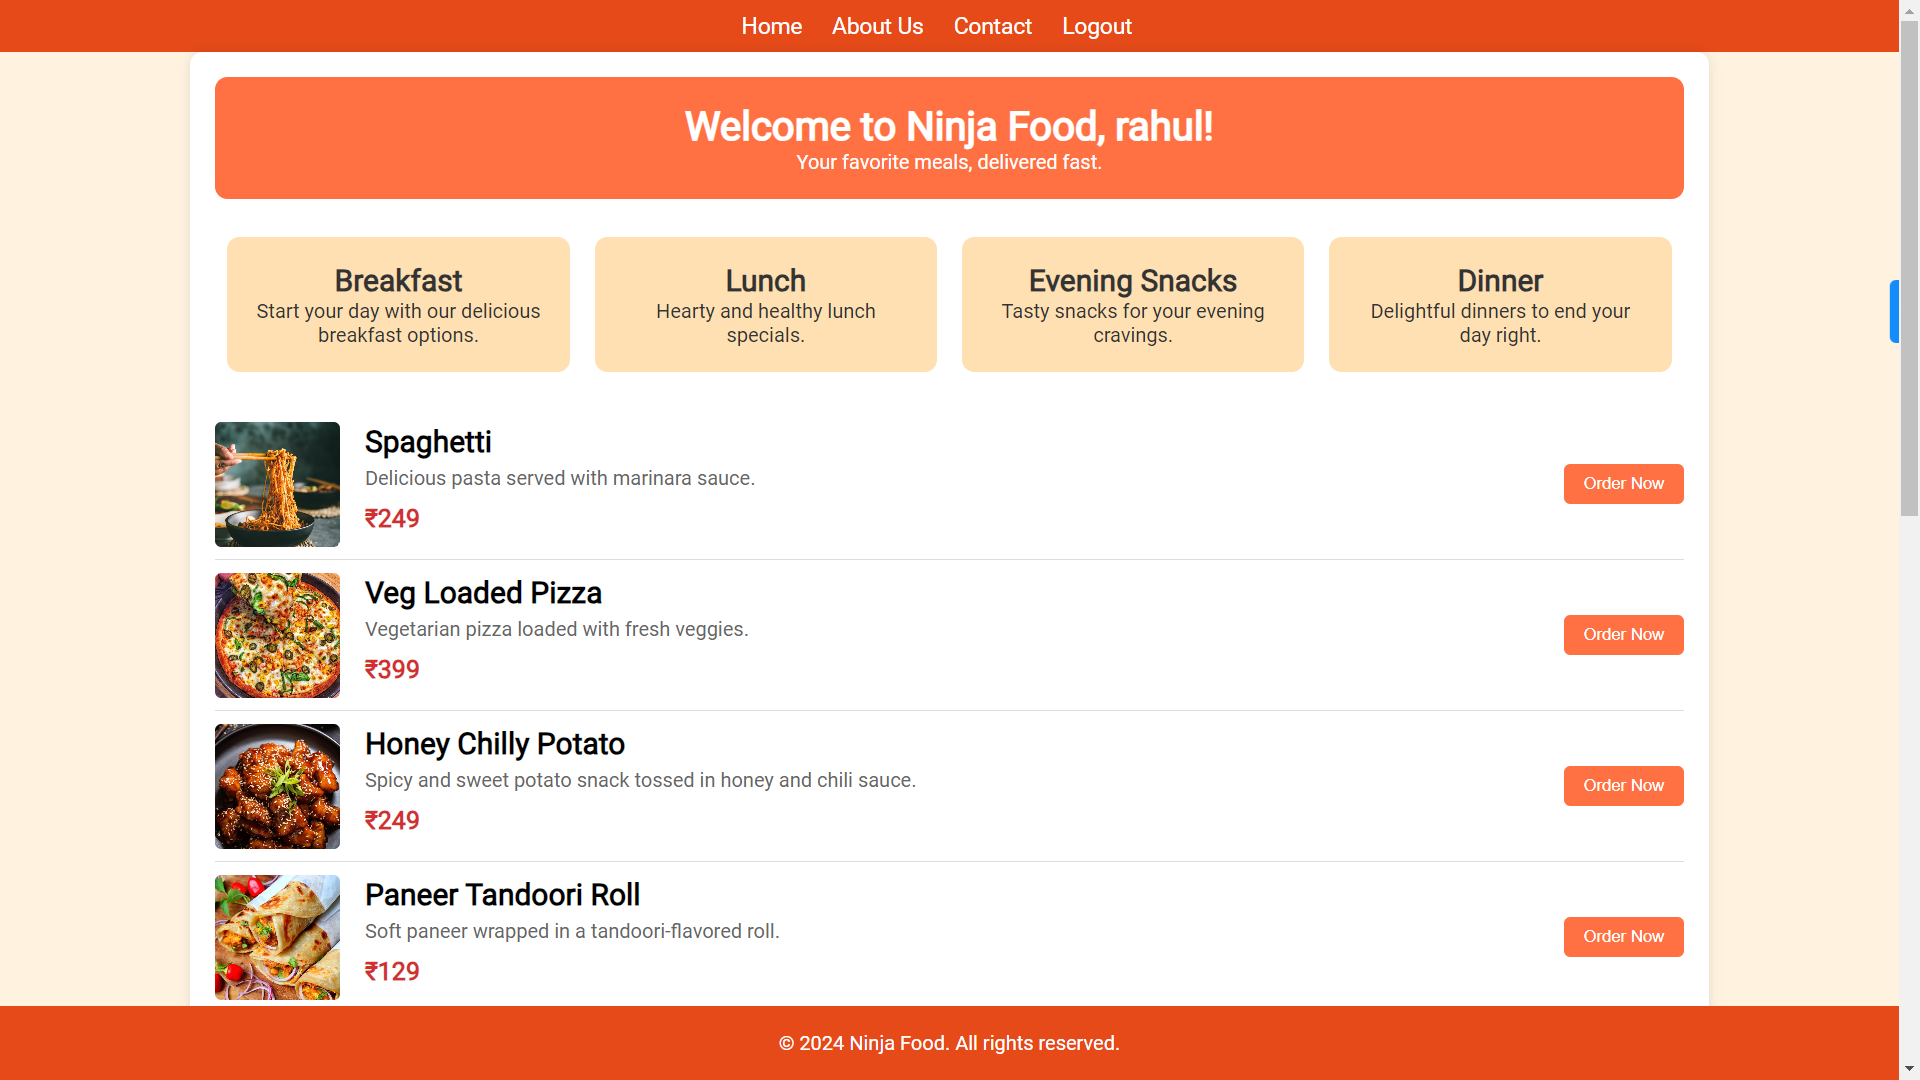 Home About Us Contact Logout
Welcome to Ninja Food, rahul!
Your favorite meals, delivered fast.
Breakfast
Start your day with our delicious
breakfast options.
Lunch
Hearty and healthy lunch
specials.
Evening Snacks
Tasty snacks for your evening
cravings.
Dinner
Delightful dinners to end your
day right.
Spaghetti
Delicious pasta served with marinara sauce.
₹249
Order Now
Veg Loaded Pizza
Vegetarian pizza loaded with fresh veggies.
₹399
Order Now
Honey Chilly Potato
Spicy and sweet potato snack tossed in honey and chili sauce.
₹249
Order Now
Paneer Tandoori Roll
Soft paneer wrapped in a tandoori-flavored roll.
₹129
Order Now
© 2024 Ninja Food. All rights reserved.